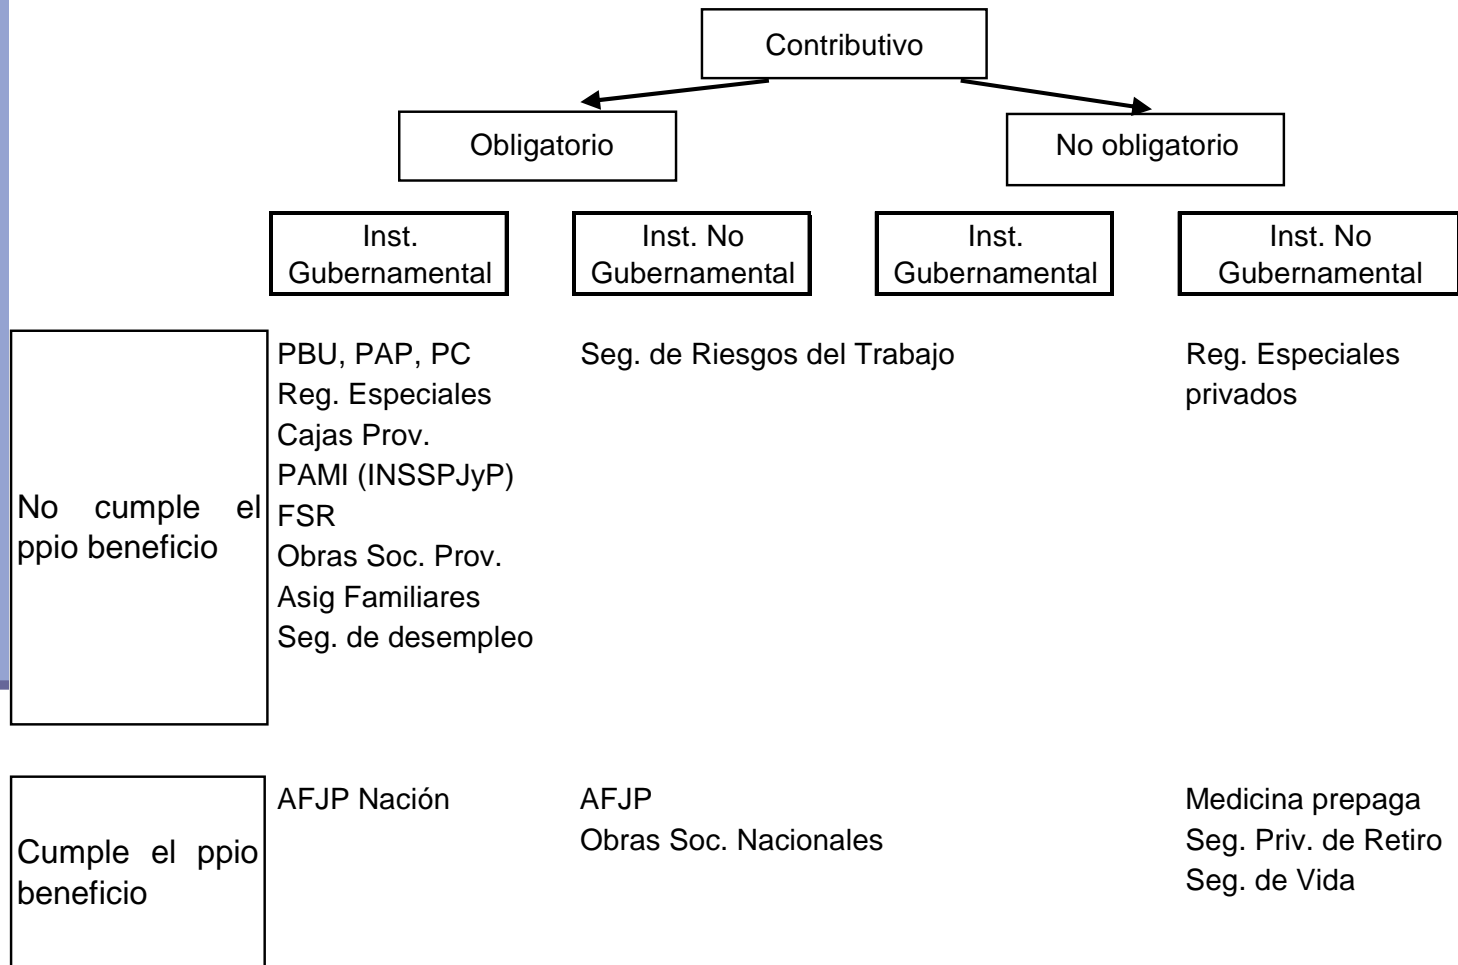 Contributivo
Obligatorio
No obligatorio
Inst.
Gubernamental
Inst. No
Gubernamental
Inst.
Gubernamental
Inst. No
Gubernamental
No cumple el
ppio beneficio
PBU, PAP, PC
Reg. Especiales
Cajas Prov.
PAMI (INSSPJyP)
FSR
Obras Soc. Prov.
Asig Familiares
Seg. de desempleo
Seg. de Riesgos del Trabajo
Reg. Especiales
privados
Cumple el ppio
beneficio
AFJP Nación
AFJP
Obras Soc. Nacionales
Medicina prepaga
Seg. Priv. de Retiro
Seg. de Vida